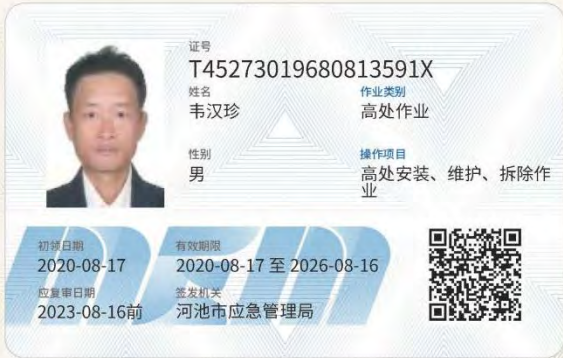 证号
T45273019680813591X
姓名
作业类别
韦汉珍
高处作业
性别
操作项目
男
高处安装、维护、拆除作
业
初领日期
有效期限
2020-08-17
2020-08-17 至 2026-08-16
应复审日期
签发机关
2023-08-16前
河池市应急管理局